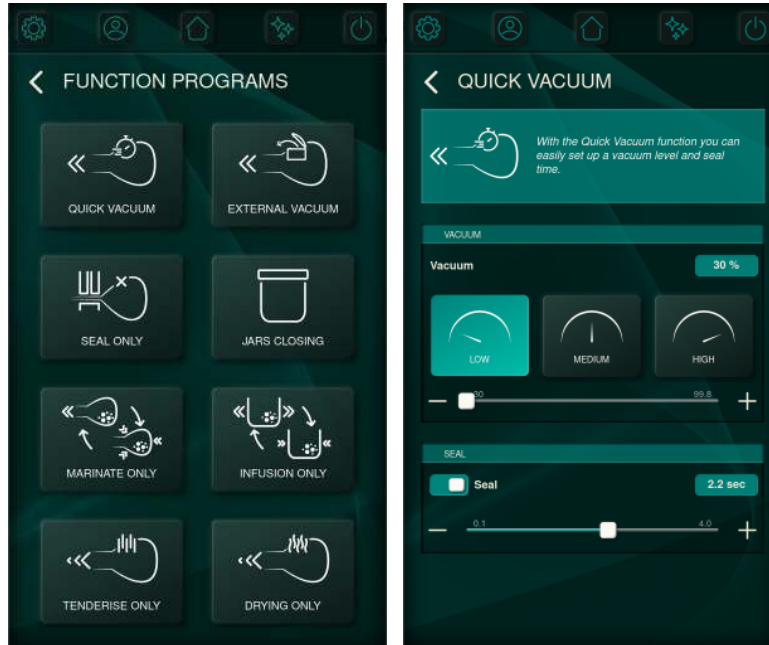 FUNCTION PROGRAMS
QUICK VACUUM
EXTERNAL VACUUM
SEAL ONLY
JARS CLOSING
MARINATE ONLY
INFUSION ONLY
TENDERISE ONLY
DRYING ONLY
QUICK VACUUM
With the Quick Vacuum function you can
easily set up a vacuum level and seal
time.
VACUUM
Vacuum
30 %
LOW
MEDIUM
HIGH
30
99.8
SEAL
Seal
2.2 sec
0.1
4.0